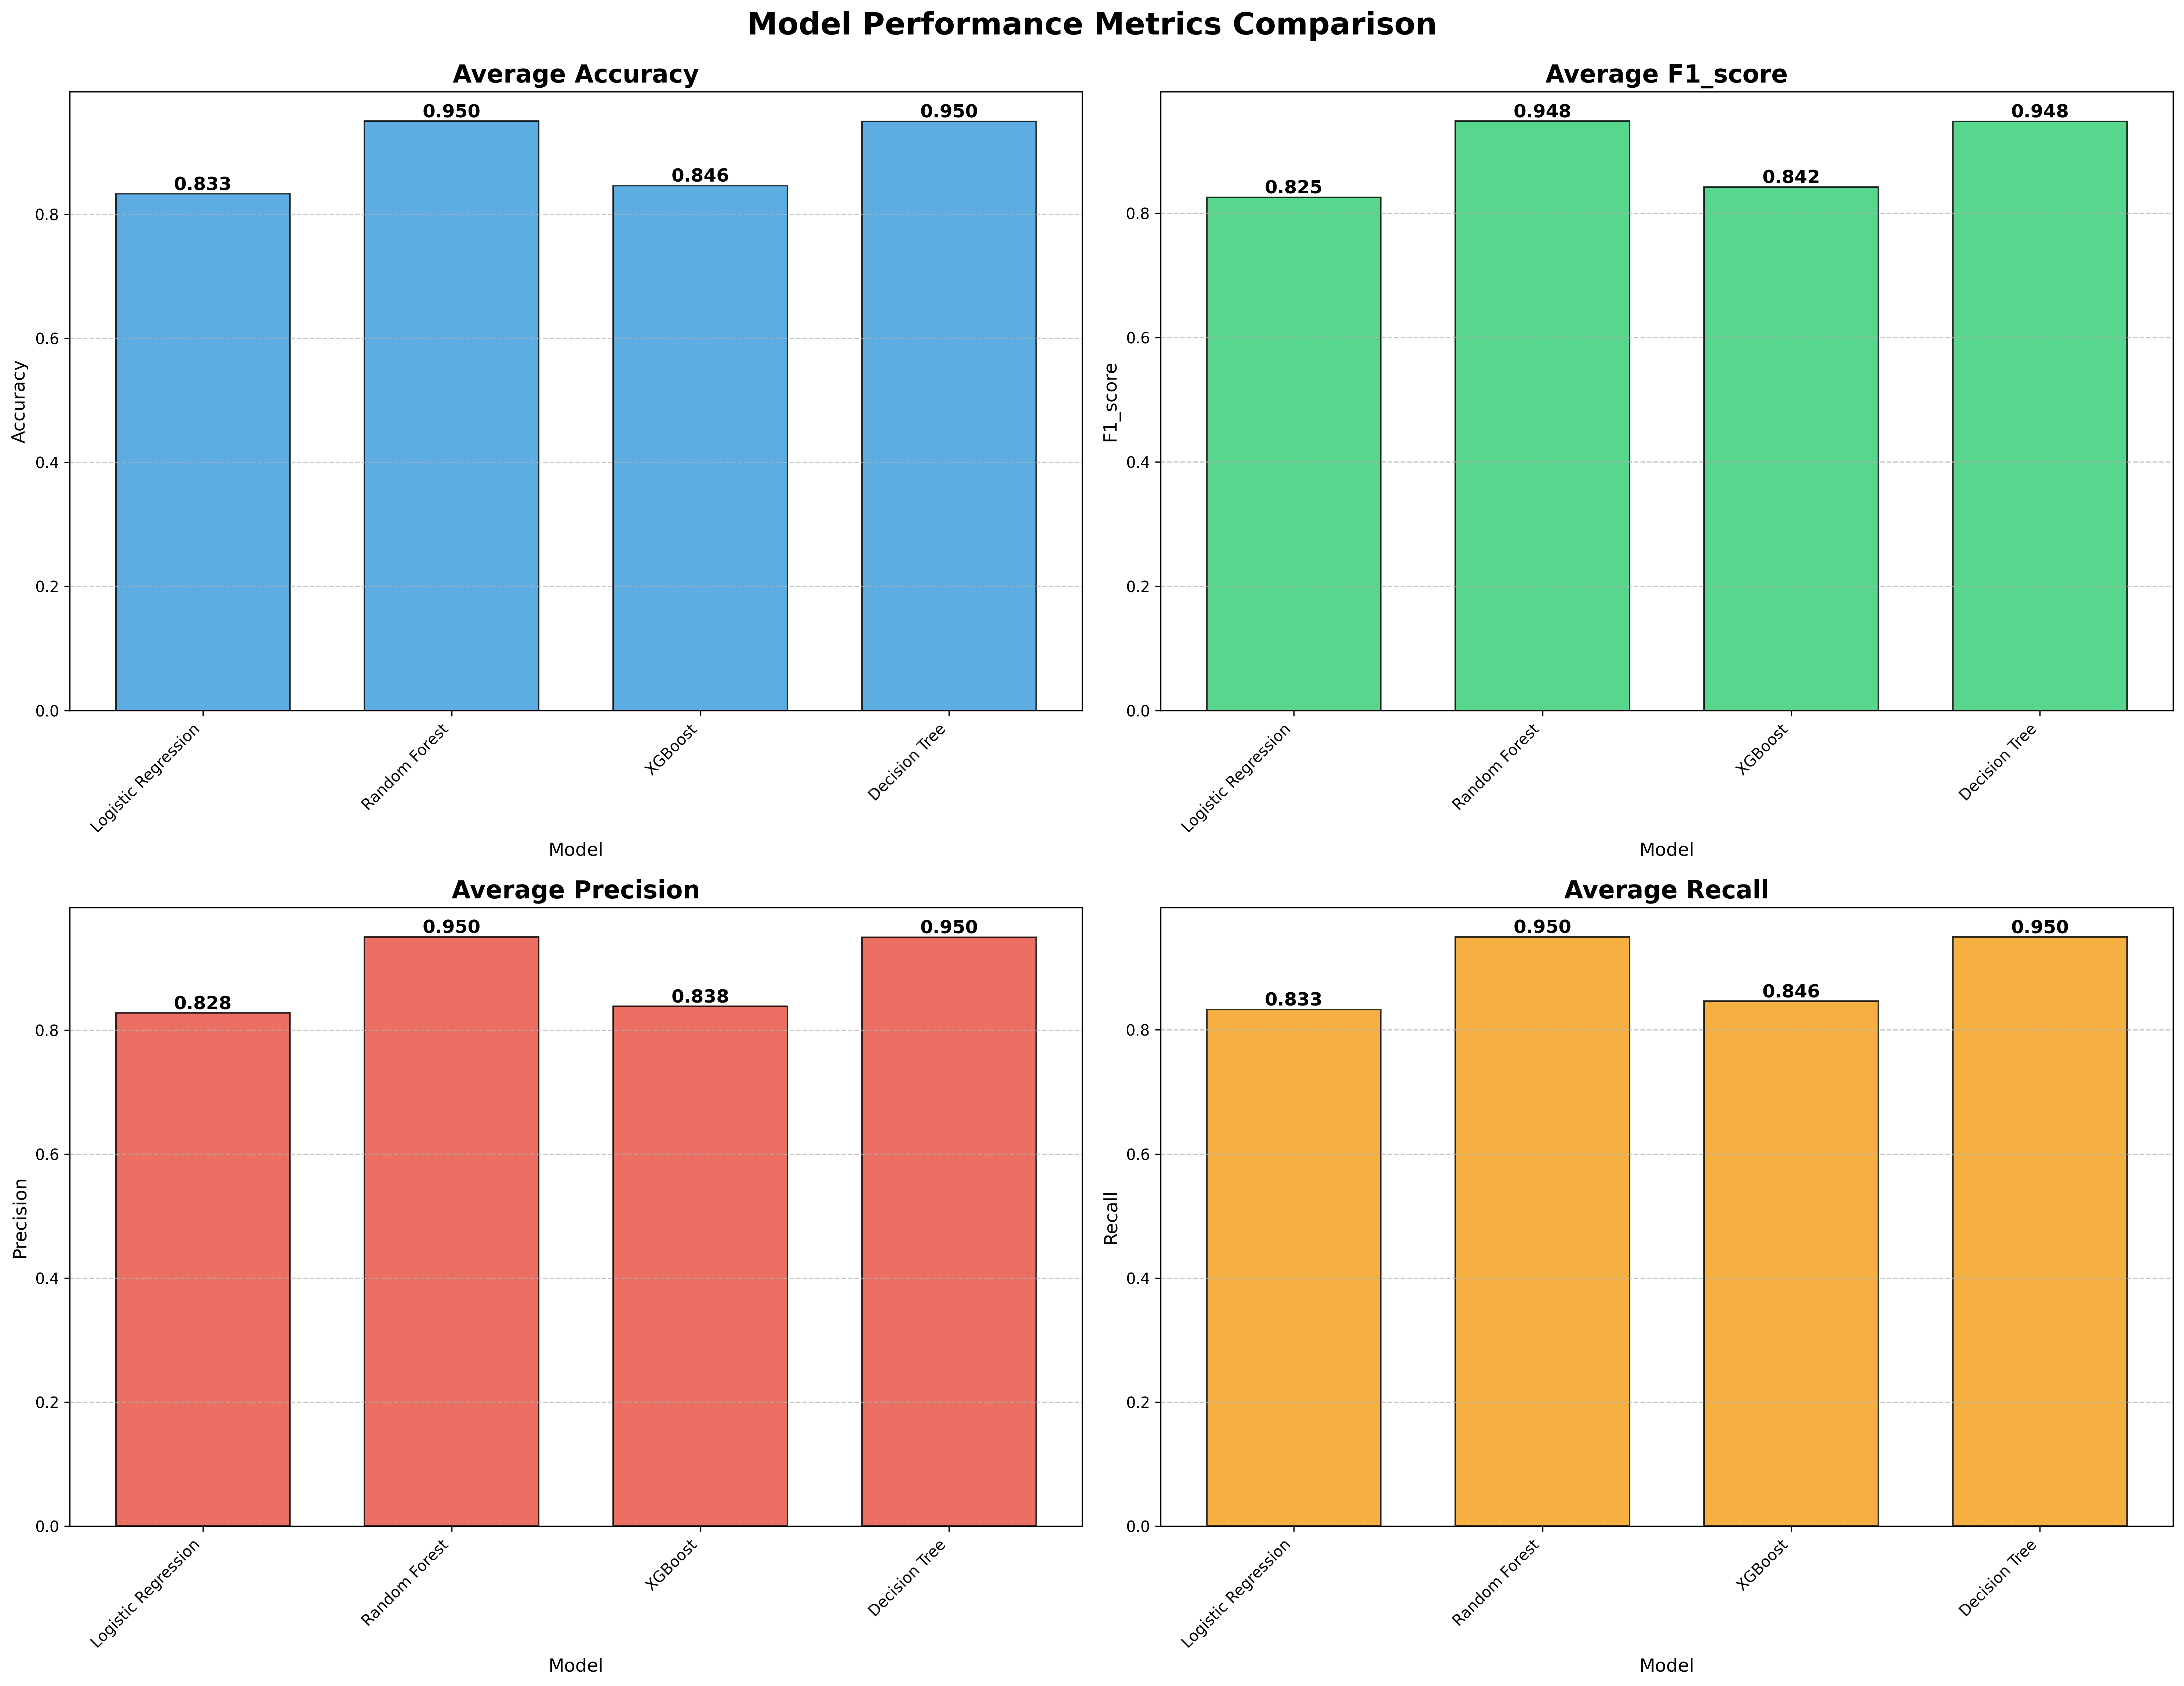 Model Performance Metrics Comparison
Average Accuracy
0.950
0.950
0.833
0.846
0.8
0.6
0.4
0.2
0.0
Accuracy
Logistic Regression
Random Forest
XGBoost
Decision Tree
Model
Average F1_score
0.948
0.948
0.825
0.842
0.8
0.6
0.4
0.2
0.0
F1_score
Logistic Regression
Random Forest
XGBoost
Decision Tree
Model
Average Precision
0.950
0.950
0.828
0.838
0.8
0.6
0.4
0.2
0.0
Precision
Logistic Regression
Random Forest
XGBoost
Decision Tree
Model
Average Recall
0.950
0.950
0.833
0.846
0.8
0.6
0.4
0.2
0.0
Recall
Logistic Regression
Random Forest
XGBoost
Decision Tree
Model